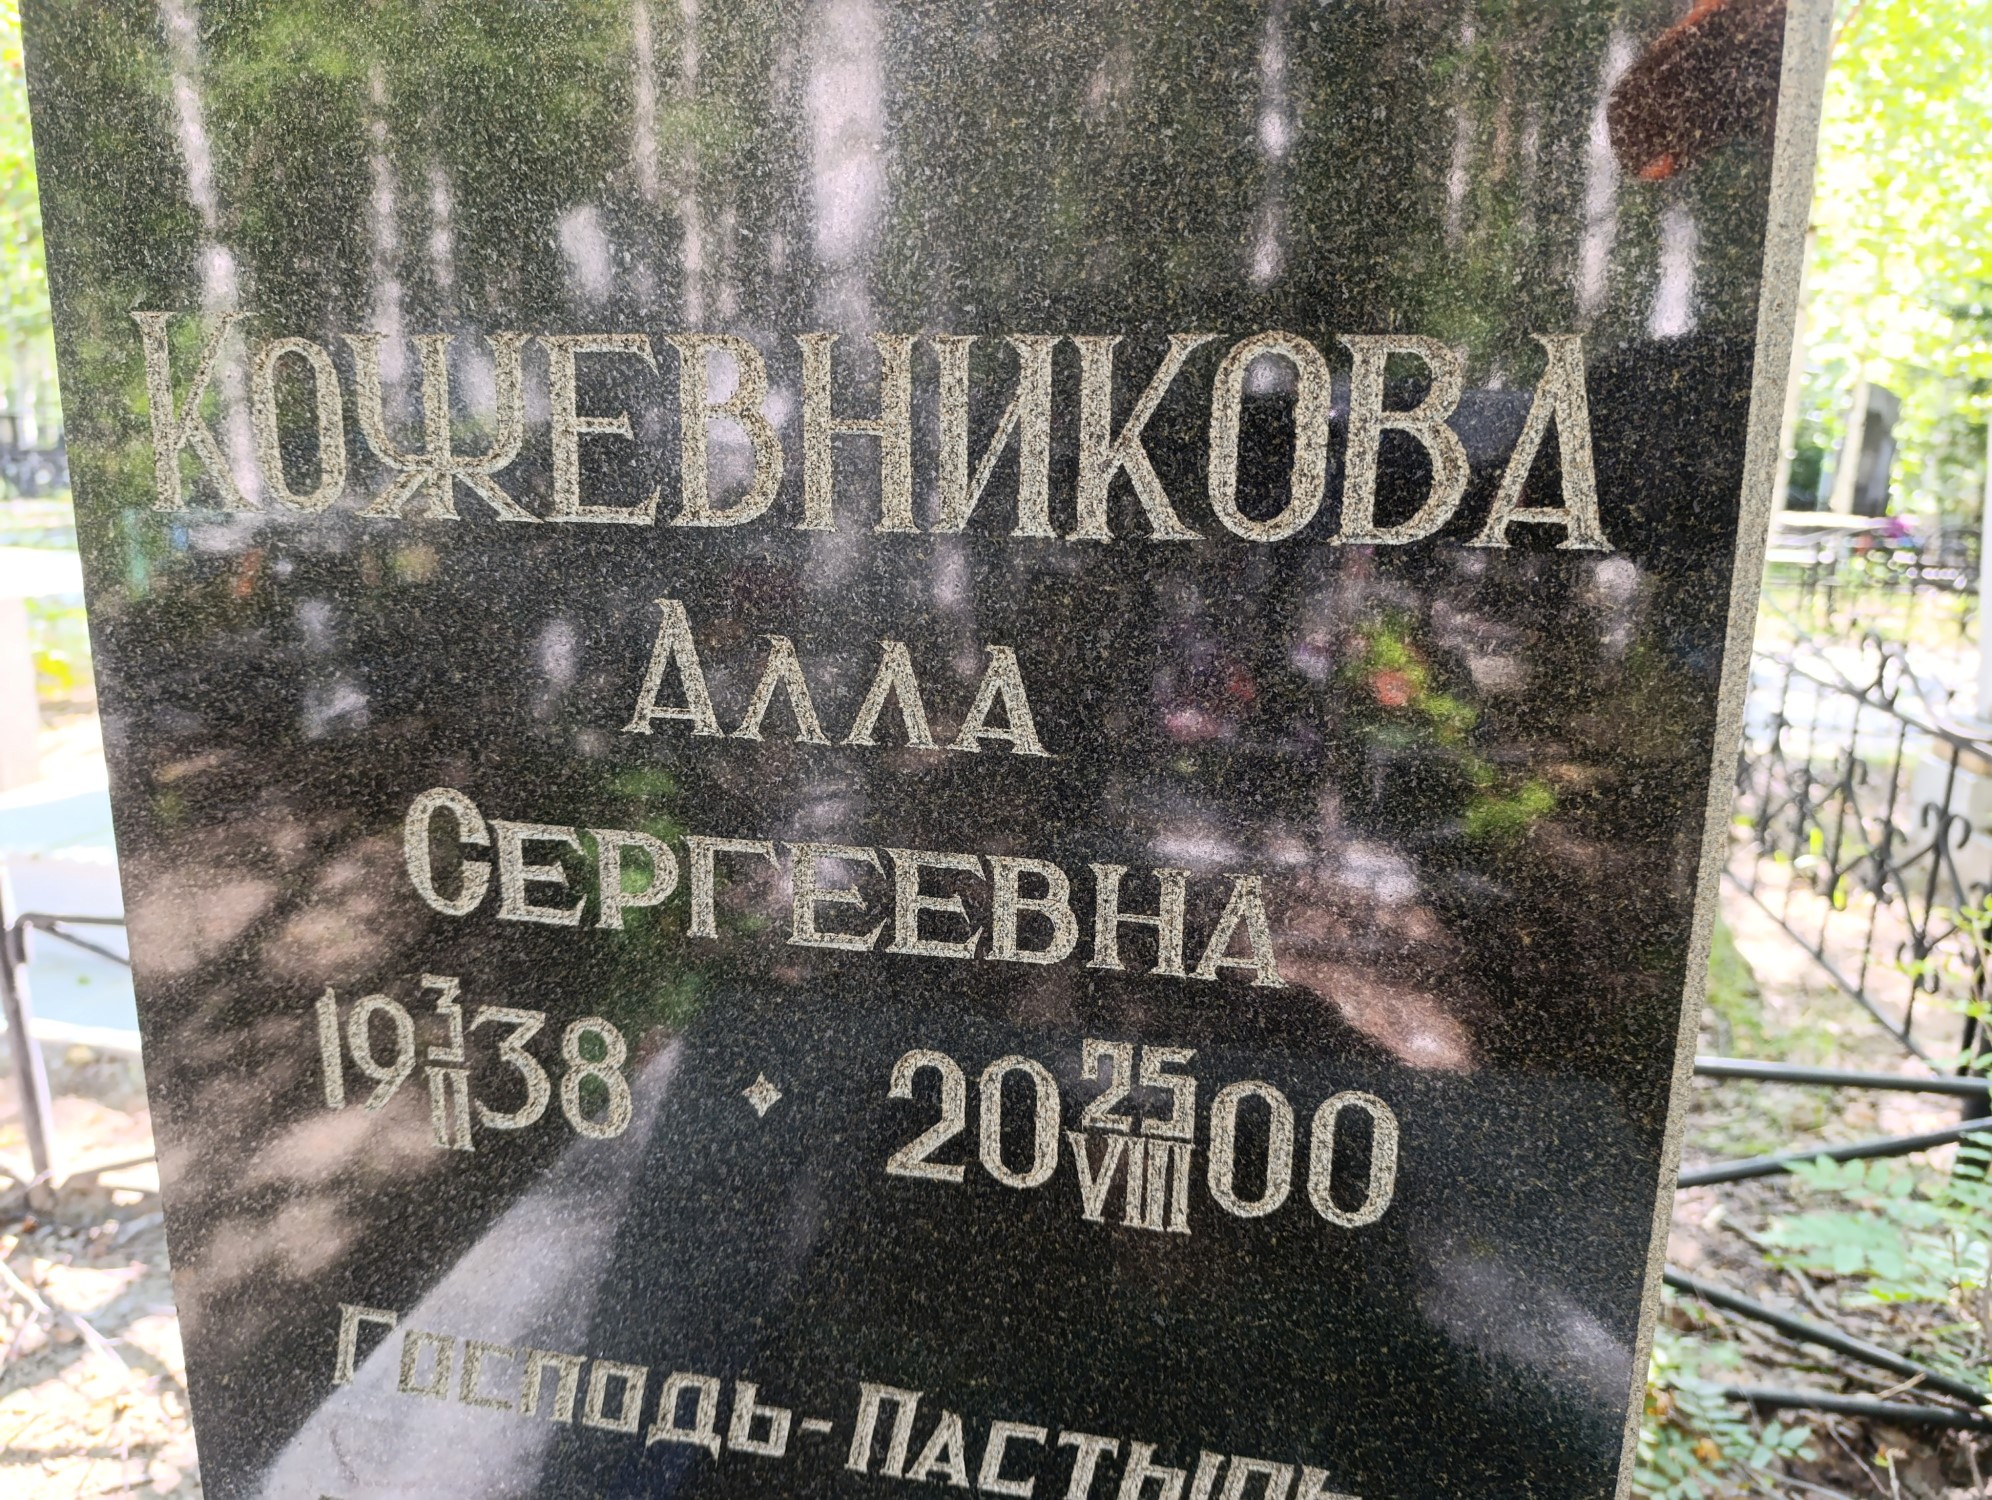 Кожевникова
Алла
Сергеевна
19 3/II 38 20 25/VIII 00
Господь-Пастырь